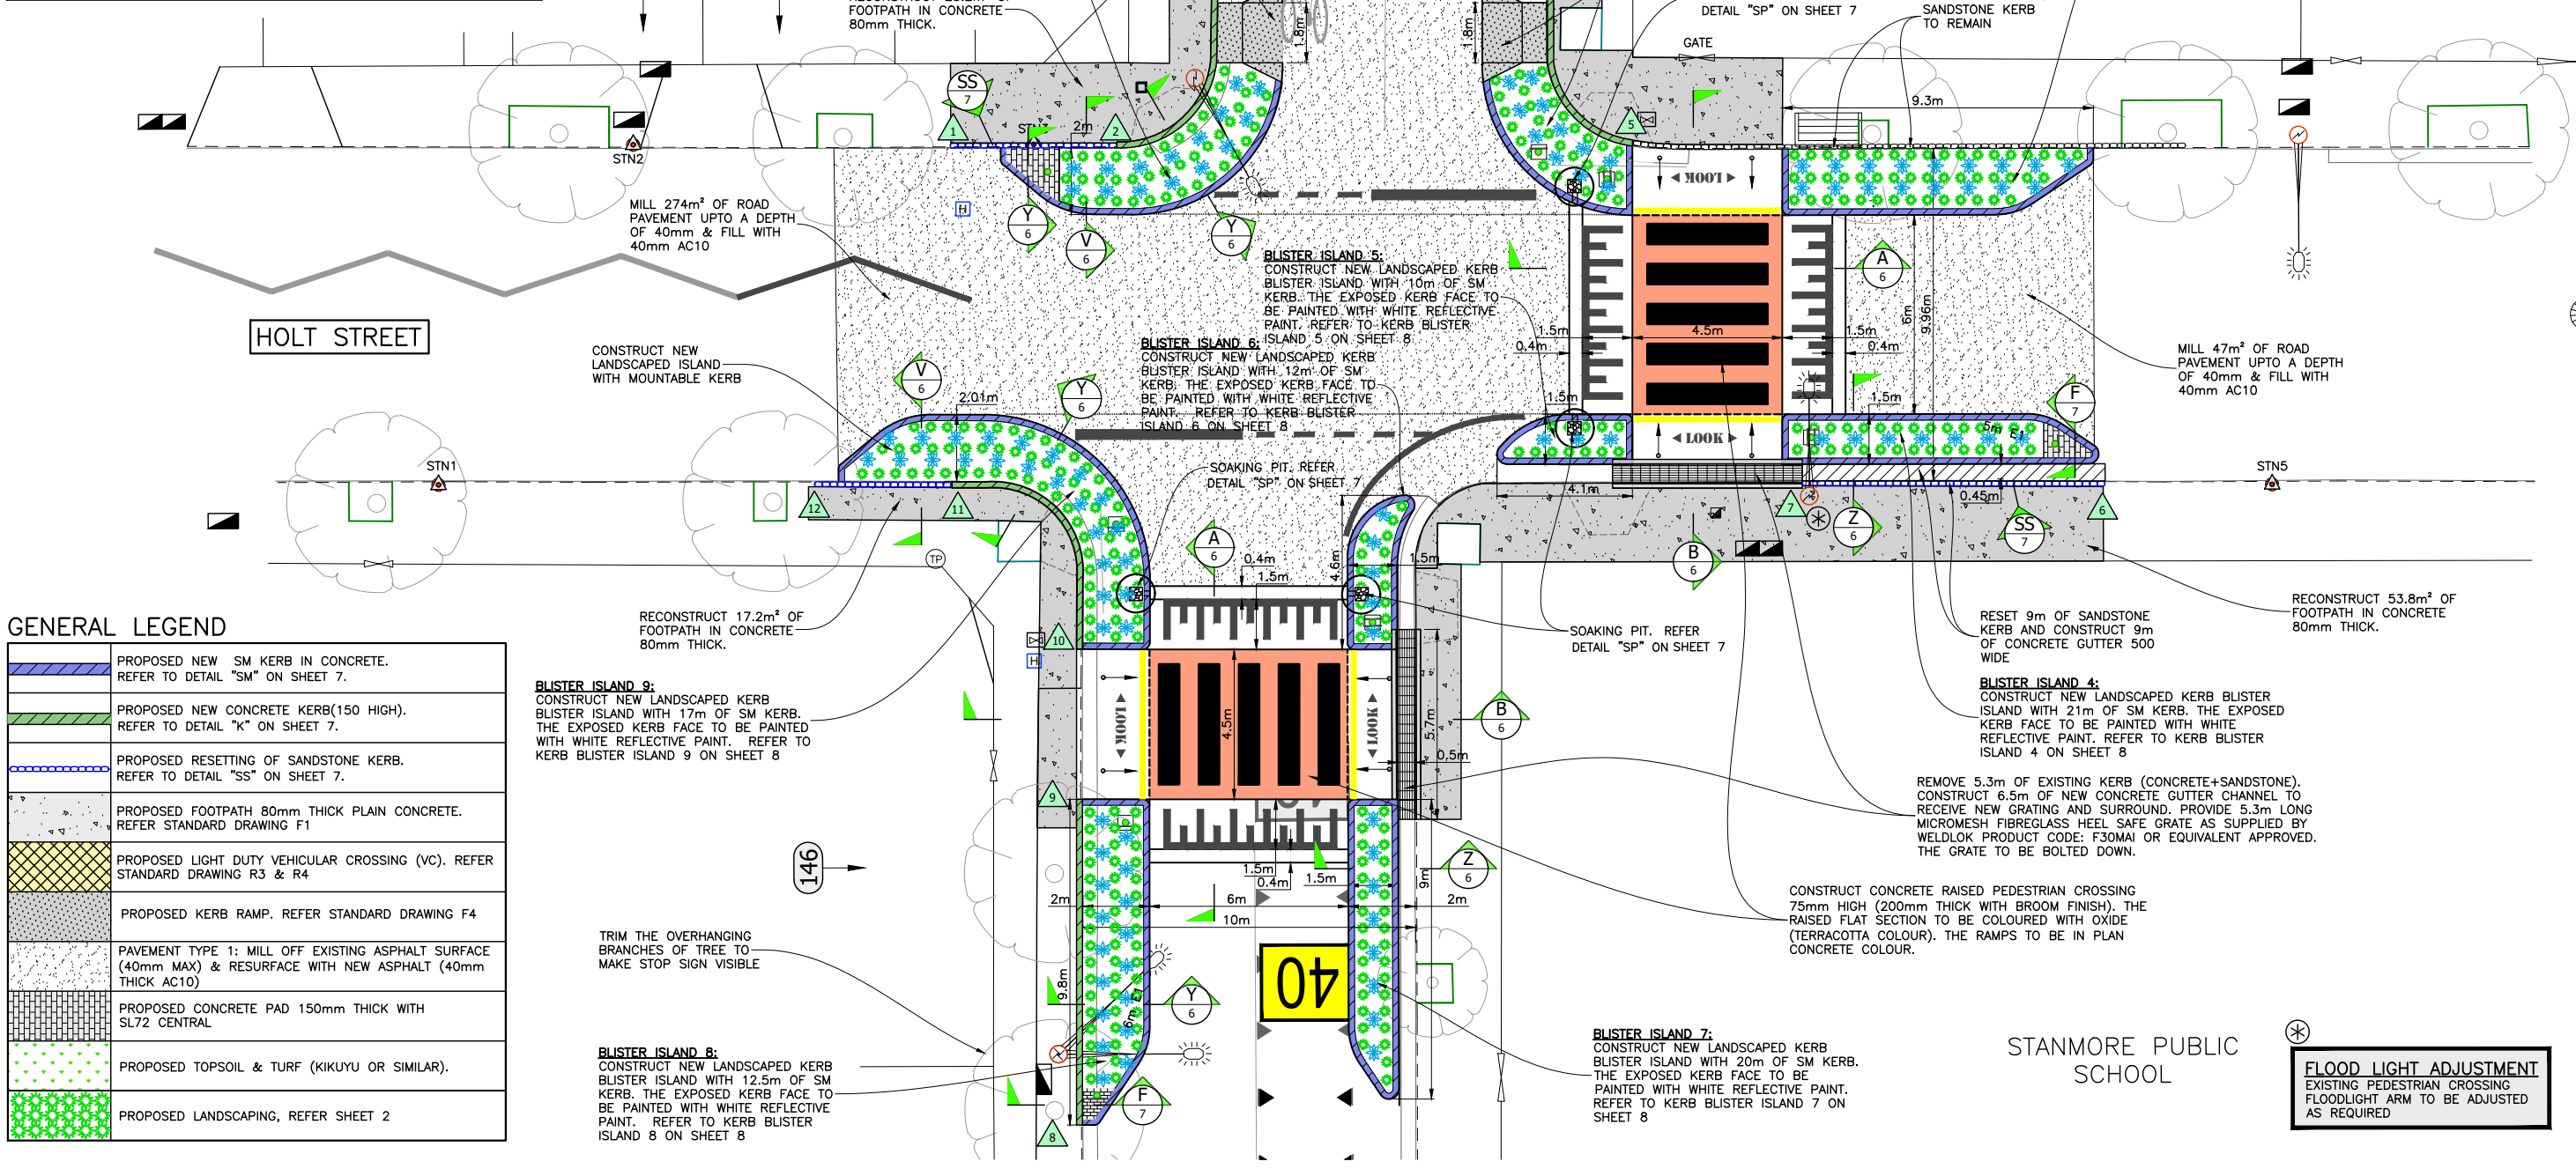 FOOTPATH IN CONCRETE
80mm THICK.
1.8m
1.8m
DETAIL "SP" ON SHEET 7
SANDSTONE KERB
TO REMAIN
GATE
SS
7
1
2m
2
5
9.3m
STN2
LOOK
MILL 274m² OF ROAD
PAVEMENT UPTO A DEPTH
OF 40mm & FILL WITH
40mm AC10
H
Y
6
V
6
Y
6
A
6
HOLT STREET
BLISTER ISLAND 5:
CONSTRUCT NEW LANDSCAPED KERB
BLISTER ISLAND WITH 10m OF SM
KERB. THE EXPOSED KERB FACE TO
BE PAINTED WITH WHITE REFLECTIVE
PAINT. REFER TO KERB BLISTER
ISLAND 5 ON SHEET 8
1.5m
0.4m
4.5m
1.5m
0.4m
6m
9.96m
MILL 47m² OF ROAD
PAVEMENT UPTO A DEPTH
OF 40mm & FILL WITH
40mm AC10
CONSTRUCT NEW
LANDSCAPED ISLAND
WITH MOUNTABLE KERB
BLISTER ISLAND 6:
CONSTRUCT NEW LANDSCAPED KERB
BLISTER ISLAND WITH 12m OF SM
KERB. THE EXPOSED KERB FACE TO
BE PAINTED WITH WHITE REFLECTIVE
PAINT. REFER TO KERB BLISTER
ISLAND 6 ON SHEET 8
V
6
Y
6
2.01m
1.5m
1.5m
F
7
LOOK
5m E1
STN1
SOAKING PIT. REFER
DETAIL "SP" ON SHEET 7
STN5
4.1m
0.45m
12
11
7
6
Z
6
SS
7
TP
A
6
0.4m
1.5m
4.6m
1.5m
B
6
RECONSTRUCT 17.2m² OF
FOOTPATH IN CONCRETE
80mm THICK.
10
H
SOAKING PIT. REFER
DETAIL "SP" ON SHEET 7
RESET 9m OF SANDSTONE
KERB AND CONSTRUCT 9m
OF CONCRETE GUTTER 500
WIDE
RECONSTRUCT 53.8m² OF
FOOTPATH IN CONCRETE
80mm THICK.
GENERAL LEGEND
PROPOSED NEW SM KERB IN CONCRETE.
REFER TO DETAIL "SM" ON SHEET 7.
PROPOSED NEW CONCRETE KERB(150 HIGH).
REFER TO DETAIL "K" ON SHEET 7.
PROPOSED RESETTING OF SANDSTONE KERB.
REFER TO DETAIL "SS" ON SHEET 7.
PROPOSED FOOTPATH 80mm THICK PLAIN CONCRETE.
REFER STANDARD DRAWING F1
PROPOSED LIGHT DUTY VEHICULAR CROSSING (VC). REFER
STANDARD DRAWING R3 & R4
PROPOSED KERB RAMP. REFER STANDARD DRAWING F4
PAVEMENT TYPE 1: MILL OFF EXISTING ASPHALT SURFACE
(40mm MAX) & RESURFACE WITH NEW ASPHALT (40mm
THICK AC10)
PROPOSED CONCRETE PAD 150mm THICK WITH
SL72 CENTRAL
PROPOSED TOPSOIL & TURF (KIKUYU OR SIMILAR).
PROPOSED LANDSCAPING, REFER SHEET 2
BLISTER ISLAND 9:
CONSTRUCT NEW LANDSCAPED KERB
BLISTER ISLAND WITH 17m OF SM KERB.
THE EXPOSED KERB FACE TO BE PAINTED
WITH WHITE REFLECTIVE PAINT. REFER TO
KERB BLISTER ISLAND 9 ON SHEET 8
LOOK
4.5m
LOOK
5.7m
0.5m
B
6
BLISTER ISLAND 4:
CONSTRUCT NEW LANDSCAPED KERB BLISTER
ISLAND WITH 21m OF SM KERB. THE EXPOSED
KERB FACE TO BE PAINTED WITH WHITE
REFLECTIVE PAINT. REFER TO KERB BLISTER
ISLAND 4 ON SHEET 8
REMOVE 5.3m OF EXISTING KERB (CONCRETE+SANDSTONE).
CONSTRUCT 6.5m OF NEW CONCRETE GUTTER CHANNEL TO
RECEIVE NEW GRATING AND SURROUND. PROVIDE 5.3m LONG
MICROMESH FIBREGLASS HEEL SAFE GRATE AS SUPPLIED BY
WELDLOK PRODUCT CODE: F30MAI OR EQUIVALENT APPROVED.
THE GRATE TO BE BOLTED DOWN.
9
146
1.5m
0.4m
1.5m
9m
Z
6
2m
6m
2m
10m
CONSTRUCT CONCRETE RAISED PEDESTRIAN CROSSING
75mm HIGH (200mm THICK WITH BROOM FINISH). THE
RAISED FLAT SECTION TO BE COLOURED WITH OXIDE
(TERRACOTTA COLOUR). THE RAMPS TO BE IN PLAN
CONCRETE COLOUR.
TRIM THE OVERHANGING
BRANCHES OF TREE TO
MAKE STOP SIGN VISIBLE
9.8m
6m E1
Y
6
40
BLISTER ISLAND 8:
CONSTRUCT NEW LANDSCAPED KERB
BLISTER ISLAND WITH 12.5m OF SM
KERB. THE EXPOSED KERB FACE TO
BE PAINTED WITH WHITE REFLECTIVE
PAINT. REFER TO KERB BLISTER
ISLAND 8 ON SHEET 8
F
7
8
BLISTER ISLAND 7:
CONSTRUCT NEW LANDSCAPED KERB
BLISTER ISLAND WITH 20m OF SM KERB.
THE EXPOSED KERB FACE TO BE
PAINTED WITH WHITE REFLECTIVE PAINT.
REFER TO KERB BLISTER ISLAND 7 ON
SHEET 8
STANMORE PUBLIC
SCHOOL
FLOOD LIGHT ADJUSTMENT
EXISTING PEDESTRIAN CROSSING
FLOODLIGHT ARM TO BE ADJUSTED
AS REQUIRED